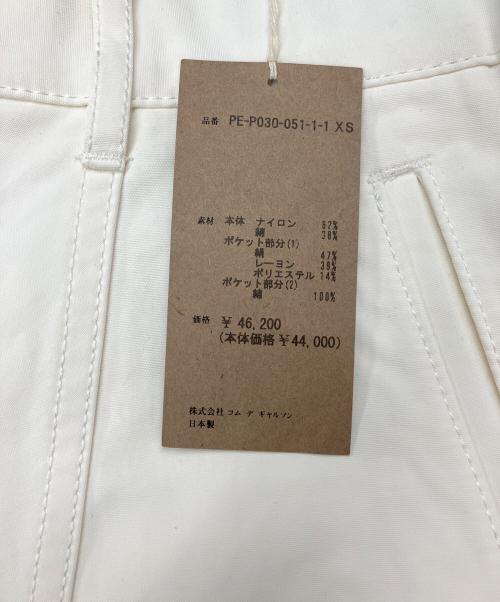 品番 PE-P030-051-1-1 XS
素材 本体 ナイロン 62%
綿 38%
ポケット部分(1)
綿 47%
レーヨン 39%
ポリエステル 14%
ポケット部分(2)
綿 100%
価格 ¥ 46,200
(本体価格 ¥44,000)
株式会社 コム デ ギャルソン
日本製